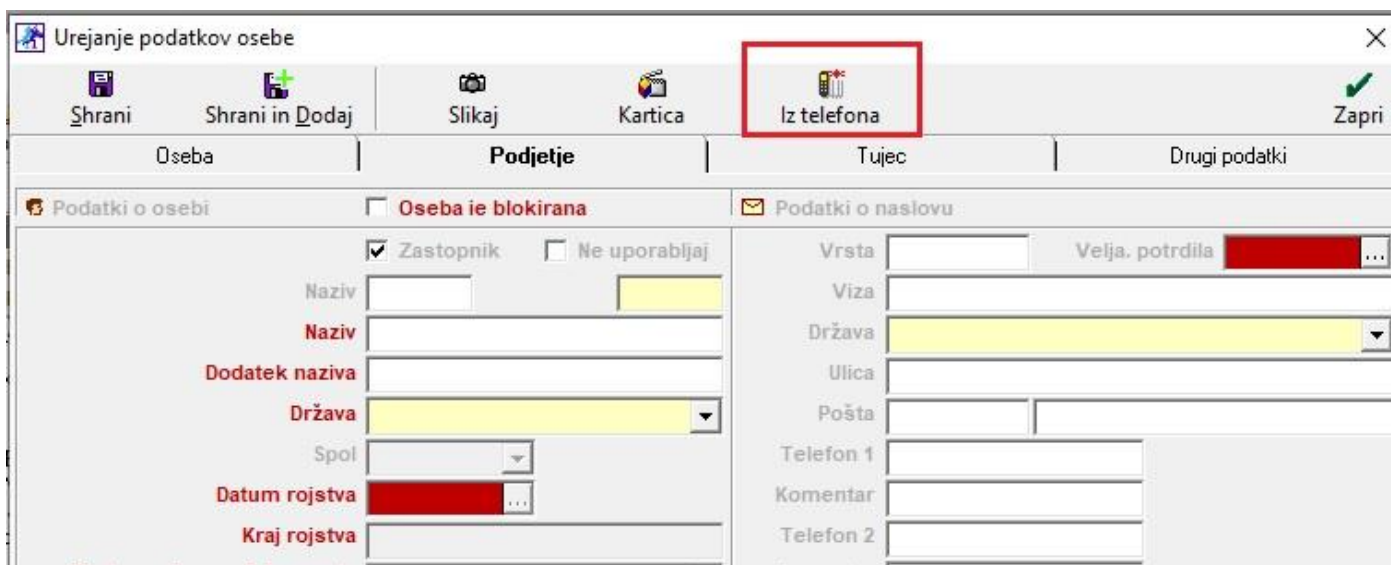 Urejanje podatkov osebe
Shrani
Shrani in Dodaj
Slikaj
Kartica
Iz telefona
Zapri
Oseba
Podjetje
Tujec
Drugi podatki
Podatki o osebi
Oseba ie blokirana
Podatki o naslovu
Zastopnik
Ne uporabljaj
Vrsta
Velja. potrdila
...
Naziv
Viza
Naziv
Država
Dodatek naziva
Ulica
Država
Pošta
Spol
Telefon 1
Datum rojstva
...
Komentar
Kraj rojstva
Telefon 2